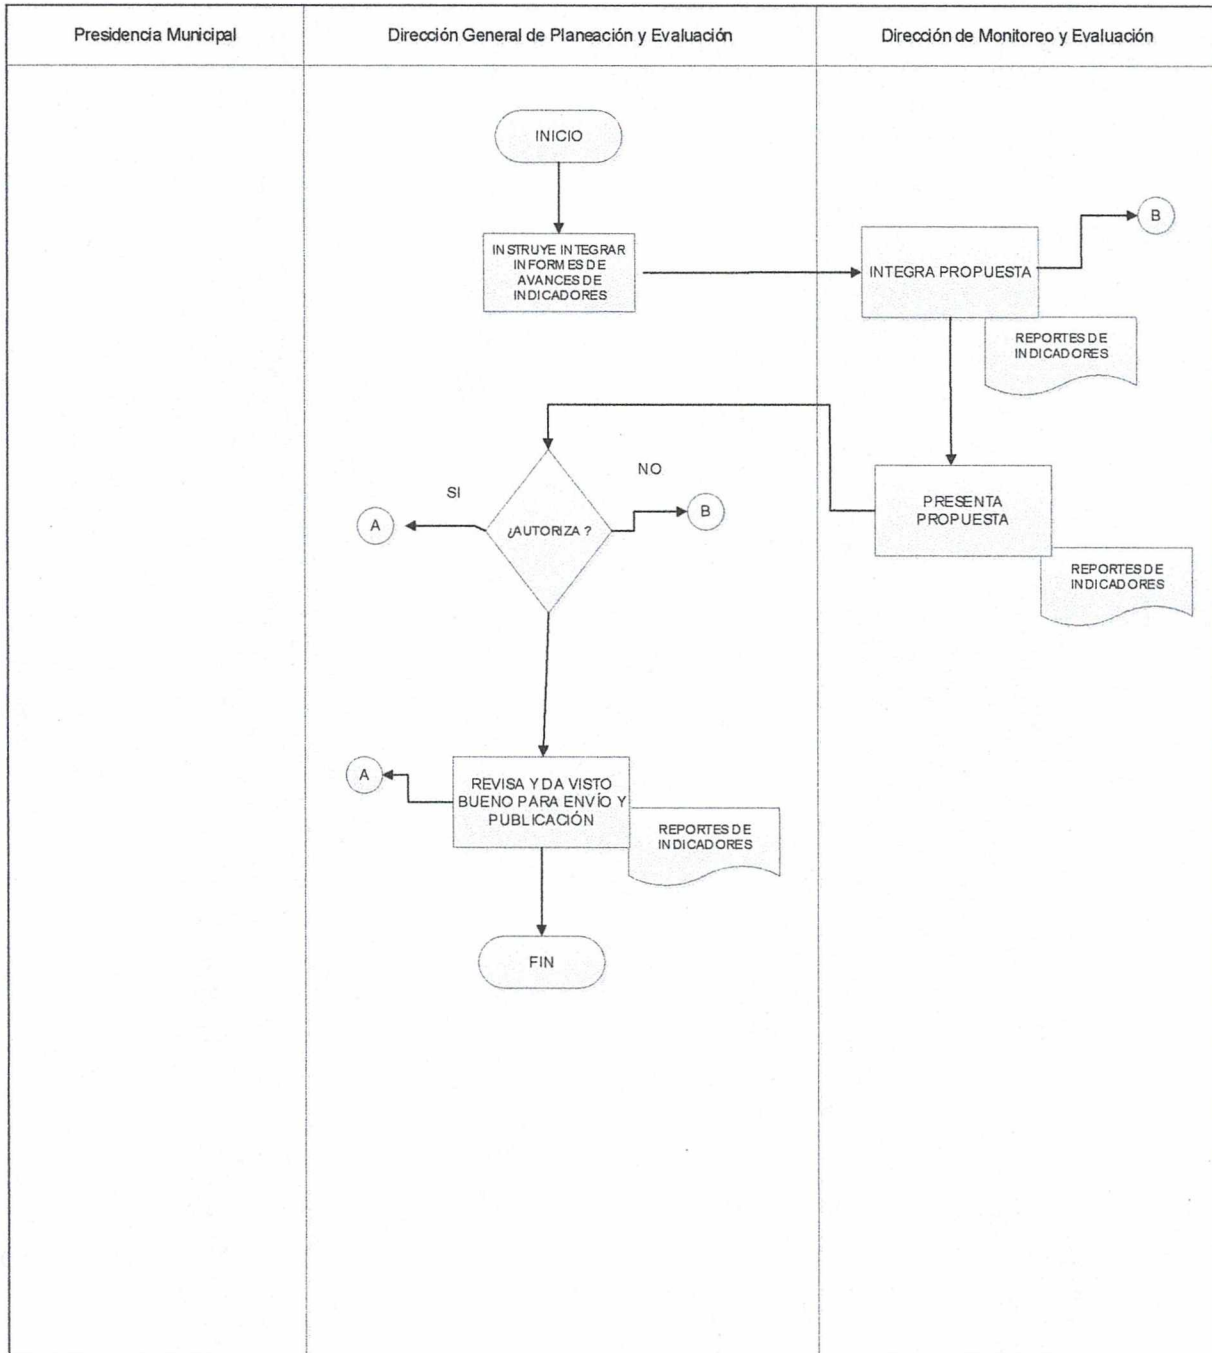 Presidencia Municipal
Dirección General de Planeación y Evaluación
Dirección de Monitoreo y Evaluación
INICIO
INSTRUYE INTEGRAR
INFORMES DE
AVANCES DE
INDICADORES
INTEGRA PROPUESTA
B
REPORTES DE
INDICADORES
SI
NO
A
¿AUTORIZA ?
B
PRESENTA
PROPUESTA
REPORTES DE
INDICADORES
A
REVISA Y DA VISTO
BUENO PARA ENVÍO Y
PUBLICACIÓN
REPORTES DE
INDICADORES
FIN